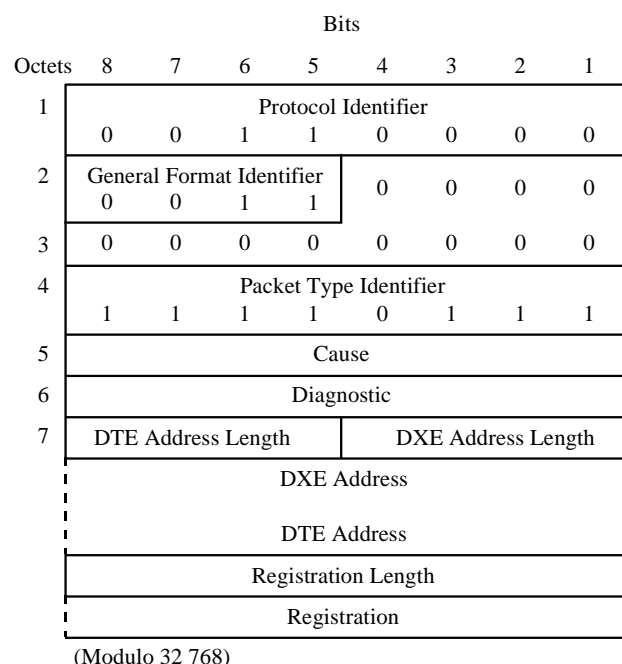 Bits
Octets 8 7 6 5 4 3 2 1
1 Protocol Identifier
0 0 1 1 0 0 0 0
2 General Format Identifier
0 0 1 1 0 0 0 0
3 0 0 0 0 0 0 0 0
4 Packet Type Identifier
1 1 1 1 0 1 1 1
5 Cause
6 Diagnostic
7 DTE Address Length DXE Address Length
DXE Address
DTE Address
Registration Length
Registration
(Modulo 32 768)